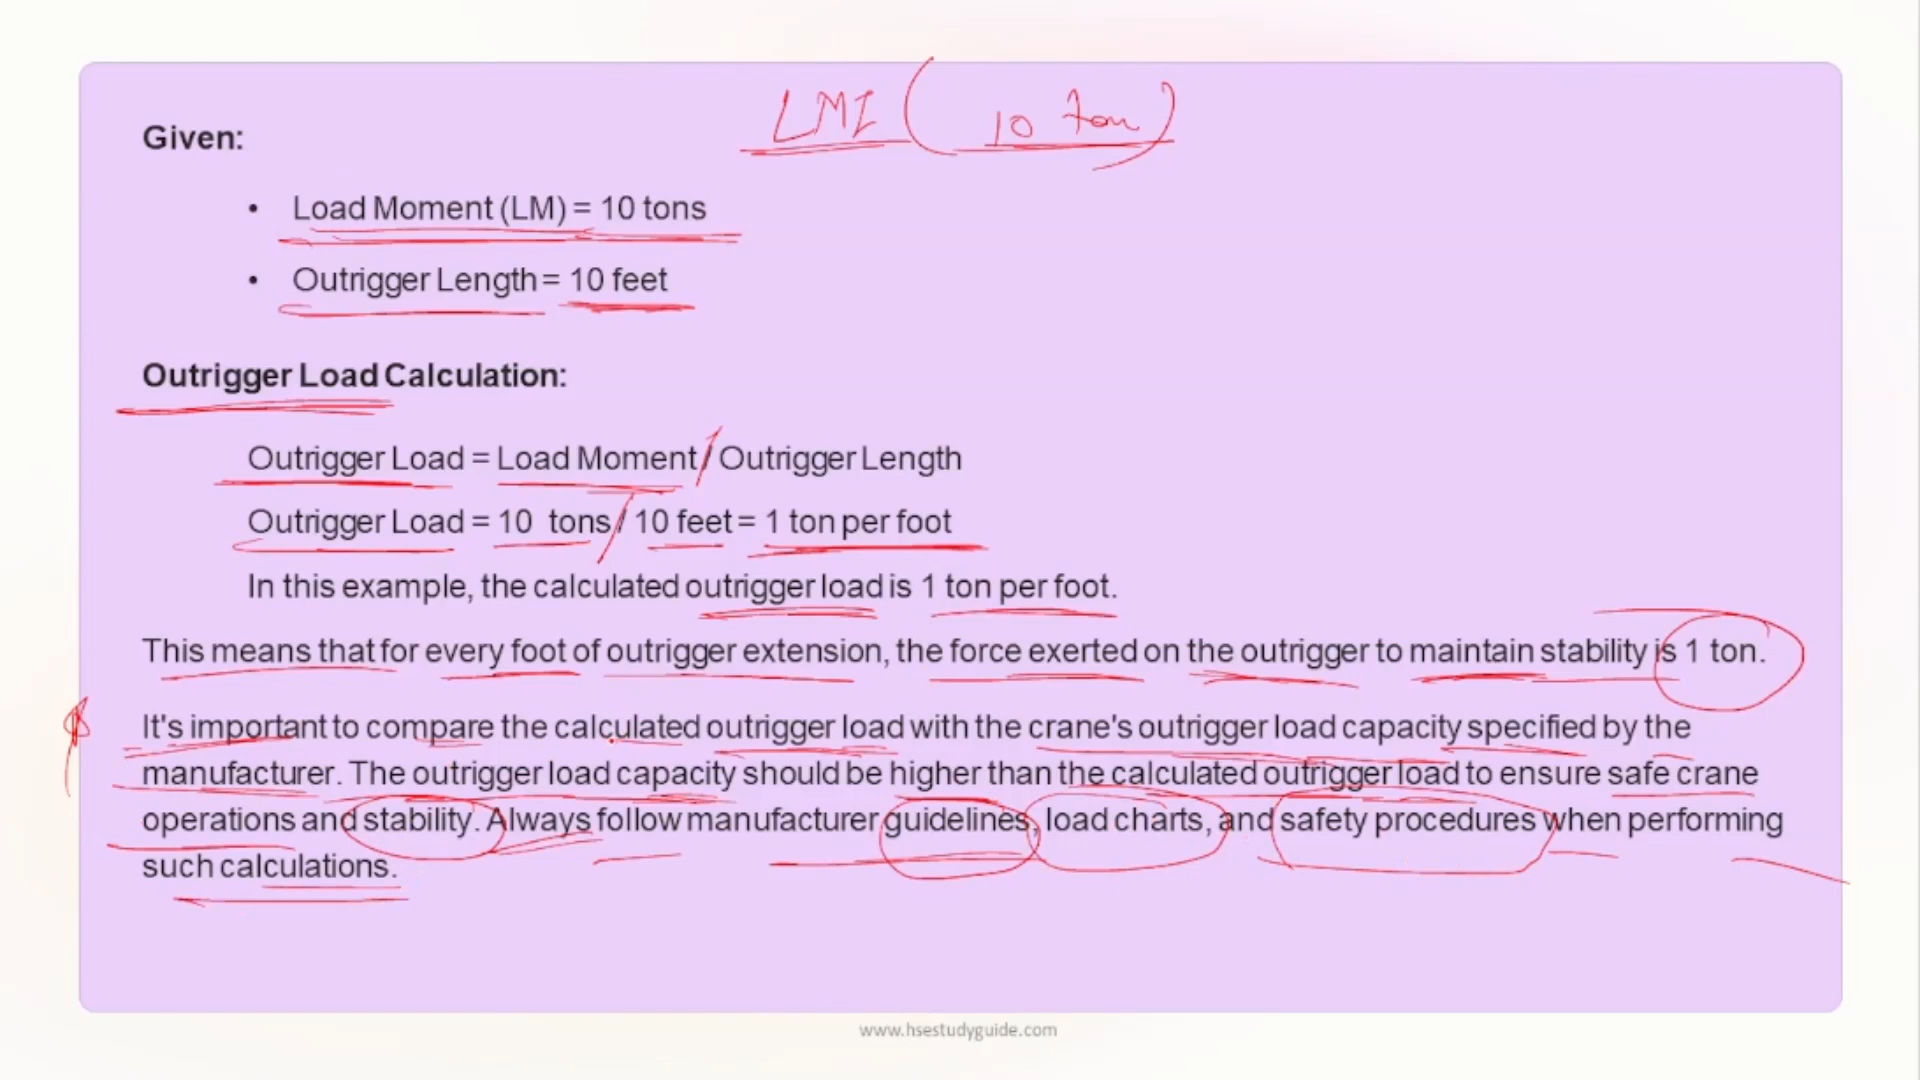 LMI ( 10 ton )
Given:
• Load Moment (LM) = 10 tons
• Outrigger Length = 10 feet
Outrigger Load Calculation:
Outrigger Load = Load Moment / Outrigger Length
Outrigger Load = 10 tons / 10 feet = 1 ton per foot
In this example, the calculated outrigger load is 1 ton per foot.
This means that for every foot of outrigger extension, the force exerted on the outrigger to maintain stability is 1 ton.
It's important to compare the calculated outrigger load with the crane's outrigger load capacity specified by the
manufacturer. The outrigger load capacity should be higher than the calculated outrigger load to ensure safe crane
operations and stability. Always follow manufacturer guidelines, load charts, and safety procedures when performing
such calculations.
www.hsestudyguide.com